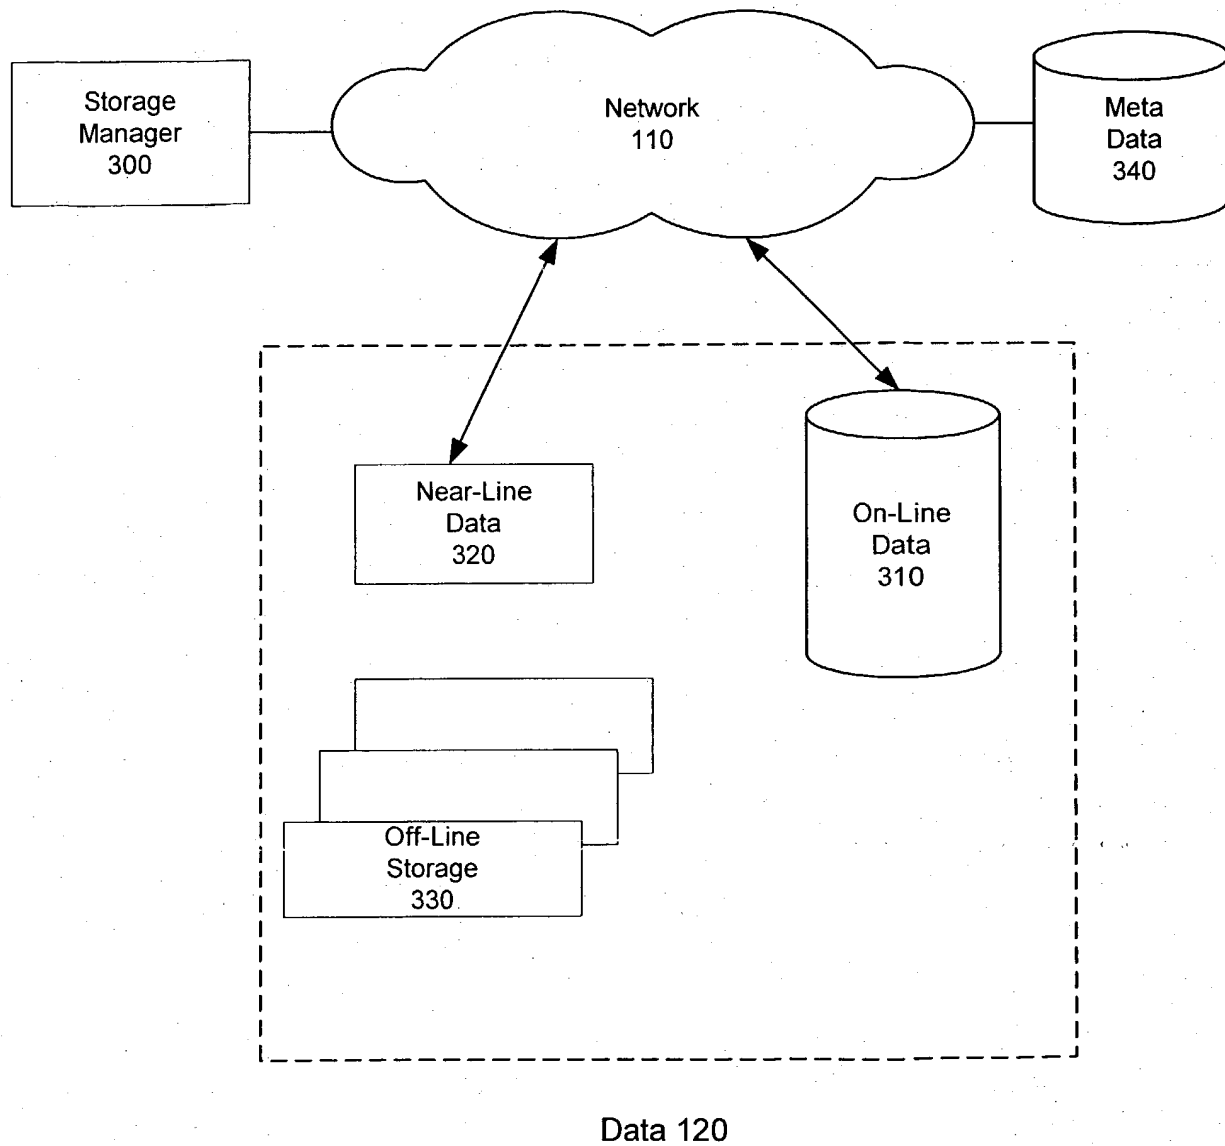 Storage
Manager
300
Network
110
Meta
Data
340
Near-Line
Data
320
On-Line
Data
310
Off-Line
Storage
330
Data 120